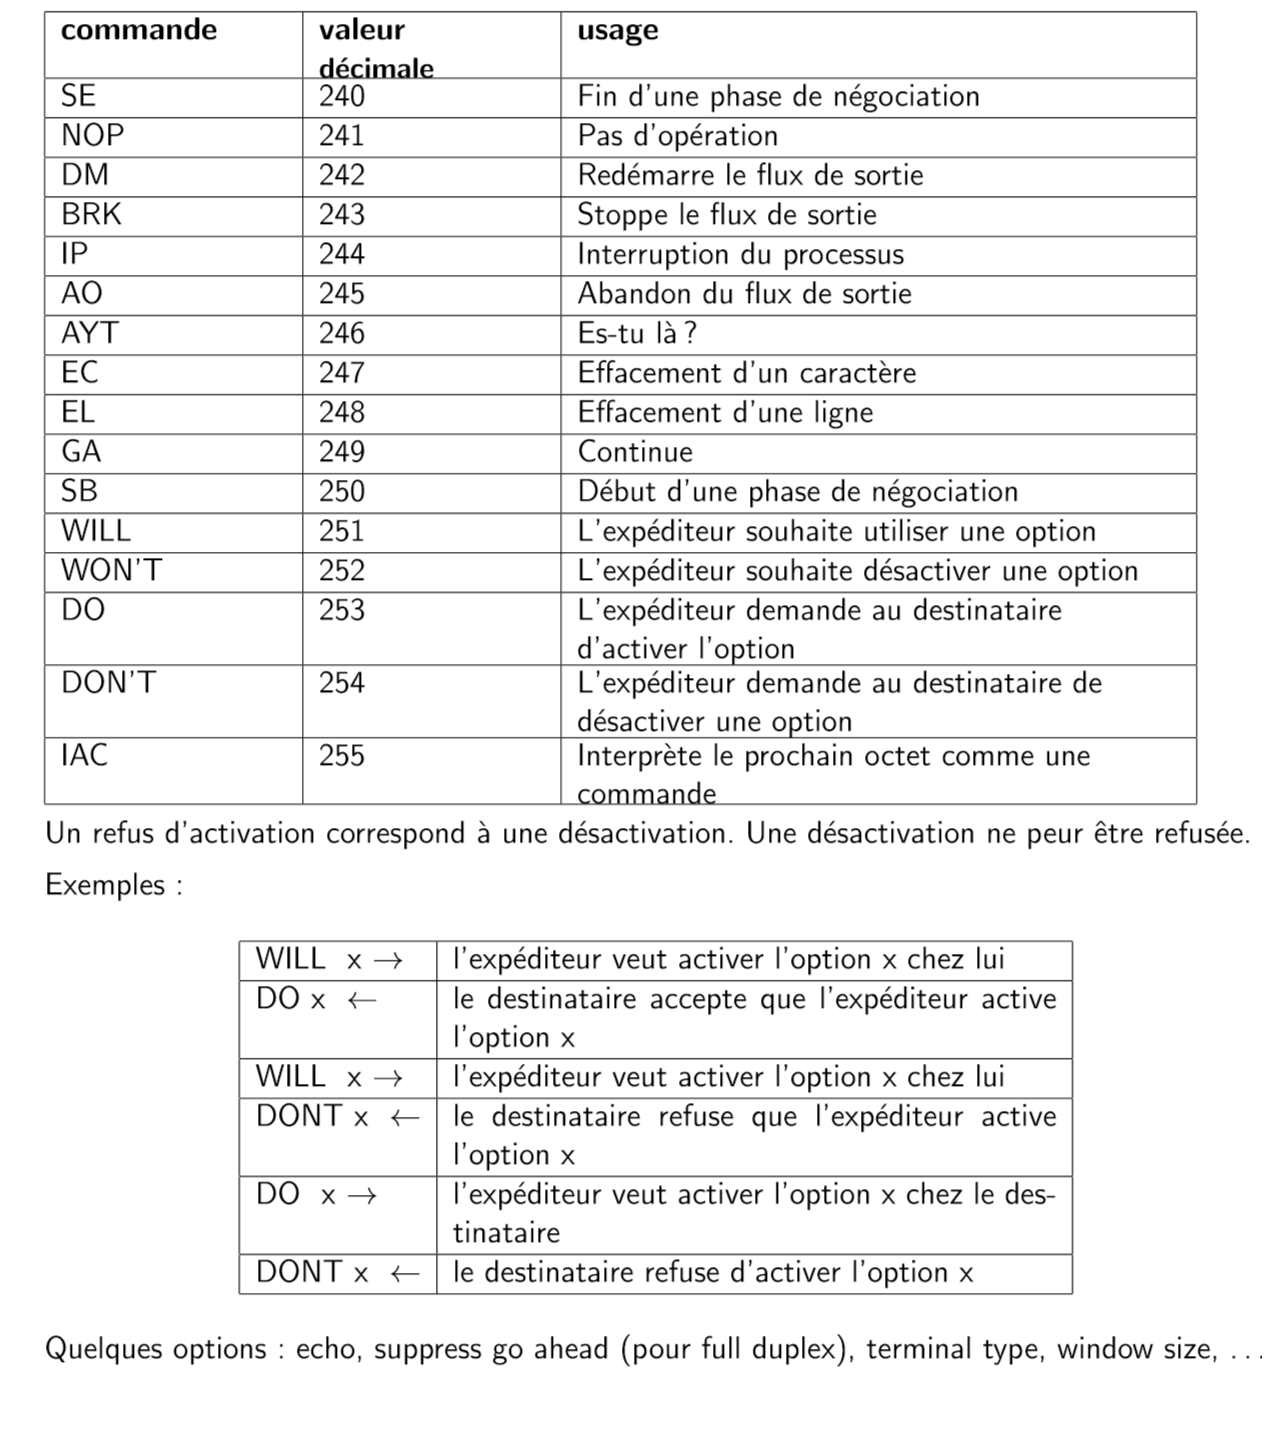 commande valeur usage
décimale
SE 240 Fin d'une phase de négociation
NOP 241 Pas d'opération
DM 242 Redémarre le flux de sortie
BRK 243 Stoppe le flux de sortie
IP 244 Interruption du processus
AO 245 Abandon du flux de sortie
AYT 246 Es-tu là ?
EC 247 Effacement d'un caractère
EL 248 Effacement d'une ligne
GA 249 Continue
SB 250 Début d'une phase de négociation
WILL 251 L'expéditeur souhaite utiliser une option
WON'T 252 L'expéditeur souhaite désactiver une option
DO 253 L'expéditeur demande au destinataire
d'activer l'option
DON'T 254 L'expéditeur demande au destinataire de
désactiver une option
IAC 255 Interprète le prochain octet comme une
commande
Un refus d'activation correspond à une désactivation. Une désactivation ne peur être refusée.
Exemples :
WILL x → l'expéditeur veut activer l'option x chez lui
DO x ← le destinataire accepte que l'expéditeur active
l'option x
WILL x → l'expéditeur veut activer l'option x chez lui
DONT x ← le destinataire refuse que l'expéditeur active
l'option x
DO x → l'expéditeur veut activer l'option x chez le des-
tinataire
DONT x ← le destinataire refuse d'activer l'option x
Quelques options : echo, suppress go ahead (pour full duplex), terminal type, window size, ...